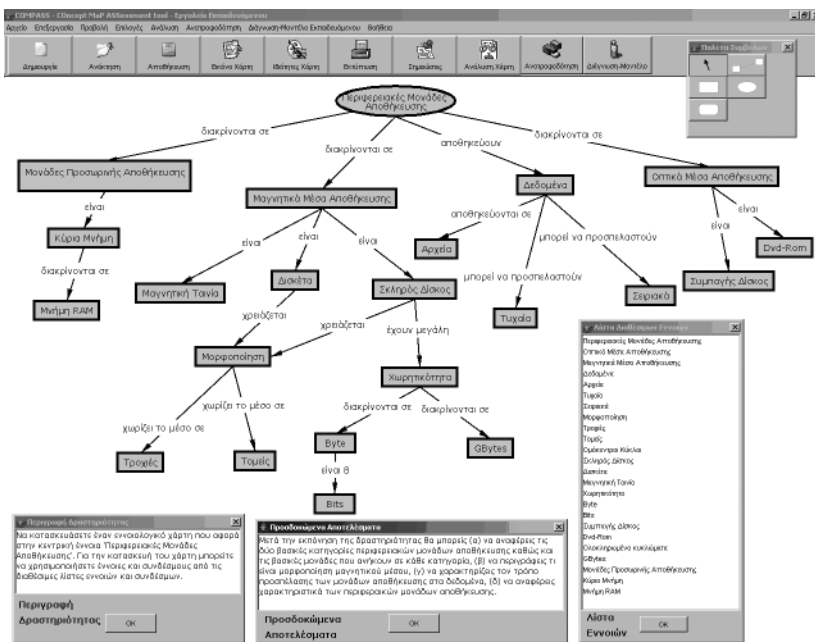 COMPASS - COncept MaP ASSessment tool - Εργαλείο Εκπαιδευόμενου
Αρχείο Επεξεργασία Προβολή Επιλογές Ανάλυση Ανατροφοδότηση Διάγνωση-Μοντέλο Εκπαιδευόμενου Βοήθεια
Δημιουργία Ανάκτηση Αποθήκευση Εικόνα Χάρτη Ιδιότητες Χάρτη Εκτύπωση Σημειώσεις Ανάλυση Χάρτη Ανατροφοδότηση Διάγνωση-Μοντέλο
Παλέτα Συμβόλων
Περιφερειακές Μονάδες
Αποθήκευσης
διακρίνονται σε
διακρίνονται σε
αποθηκεύουν
διακρίνονται σε
Μονάδες Προσωρινής Αποθήκευσης
Μαγνητικά Μέσα Αποθήκευσης
Δεδομένα
Οπτικά Μέσα Αποθήκευσης
είναι
Κύρια Μνήμη
διακρίνονται σε
Μνήμη RAM
είναι
είναι
είναι
Μαγνητική Ταινία
Δισκέτα
Σκληρός Δίσκος
αποθηκεύονται σε
Αρχεία
μπορεί να προσπελαστούν
μπορεί να προσπελαστούν
Τυχαία
Σειριακά
είναι
είναι
Dvd-Rom
Συμπαγής Δίσκος
χρειάζεται
χρειάζεται
έχουν μεγάλη
Μορφοποίηση
Χωρητικότητα
χωρίζει το μέσο σε
χωρίζει το μέσο σε
Τροχιές
Τομείς
διακρίνονται σε
διακρίνονται σε
Byte
GBytes
είναι 8
Bits
Λίστα Διαθέσιμων Εννοιών
Περιφερειακές Μονάδες Αποθήκευσης
Οπτικά Μέσα Αποθήκευσης
Μαγνητικά Μέσα Αποθήκευσης
Δεδομένα
Αρχεία
Τυχαία
Σειριακά
Μορφοποίηση
Τροχιές
Τομείς
Ομόκεντροι Κύκλοι
Σκληρός Δίσκος
Δισκέτα
Μαγνητική Ταινία
Χωρητικότητα
Byte
Bits
Συμπαγής Δίσκος
Dvd-Rom
Ολοκληρωμένα κυκλώματα
GBytes
Μονάδες Προσωρινής Αποθήκευσης
Κύρια Μνήμη
Μνήμη RAM
Λίστα
Εννοιών
OK
Περιγραφή Δραστηριότητας
Να κατασκευάσετε έναν εννοιολογικό χάρτη που αφορά
στην κεντρική έννοια 'Περιφερειακές Μονάδες
Αποθήκευσης'. Για την κατασκευή του χάρτη μπορείτε
να χρησιμοποιήσετε έννοιες και συνδέσμους από τις
διαθέσιμες λίστες εννοιών και συνδέσμων.
Περιγραφή
Δραστηριότητας
OK
Προσδοκώμενα Αποτελέσματα
Μετά την εκπόνηση της δραστηριότητας θα μπορείς (α) να αναφέρεις τις
δύο βασικές κατηγορίες περιφερειακών μονάδων αποθήκευσης καθώς και
τις βασικές μονάδες που ανήκουν σε κάθε κατηγορία, (β) να περιγράφεις τι
είναι μορφοποίηση μαγνητικού μέσου, (γ) να χαρακτηρίζεις τον τρόπο
προσπέλασης των μονάδων αποθήκευσης στα δεδομένα, (δ) να αναφέρεις
χαρακτηριστικά των περιφερειακών μονάδων αποθήκευσης.
Προσδοκώμενα
Αποτελέσματα
OK